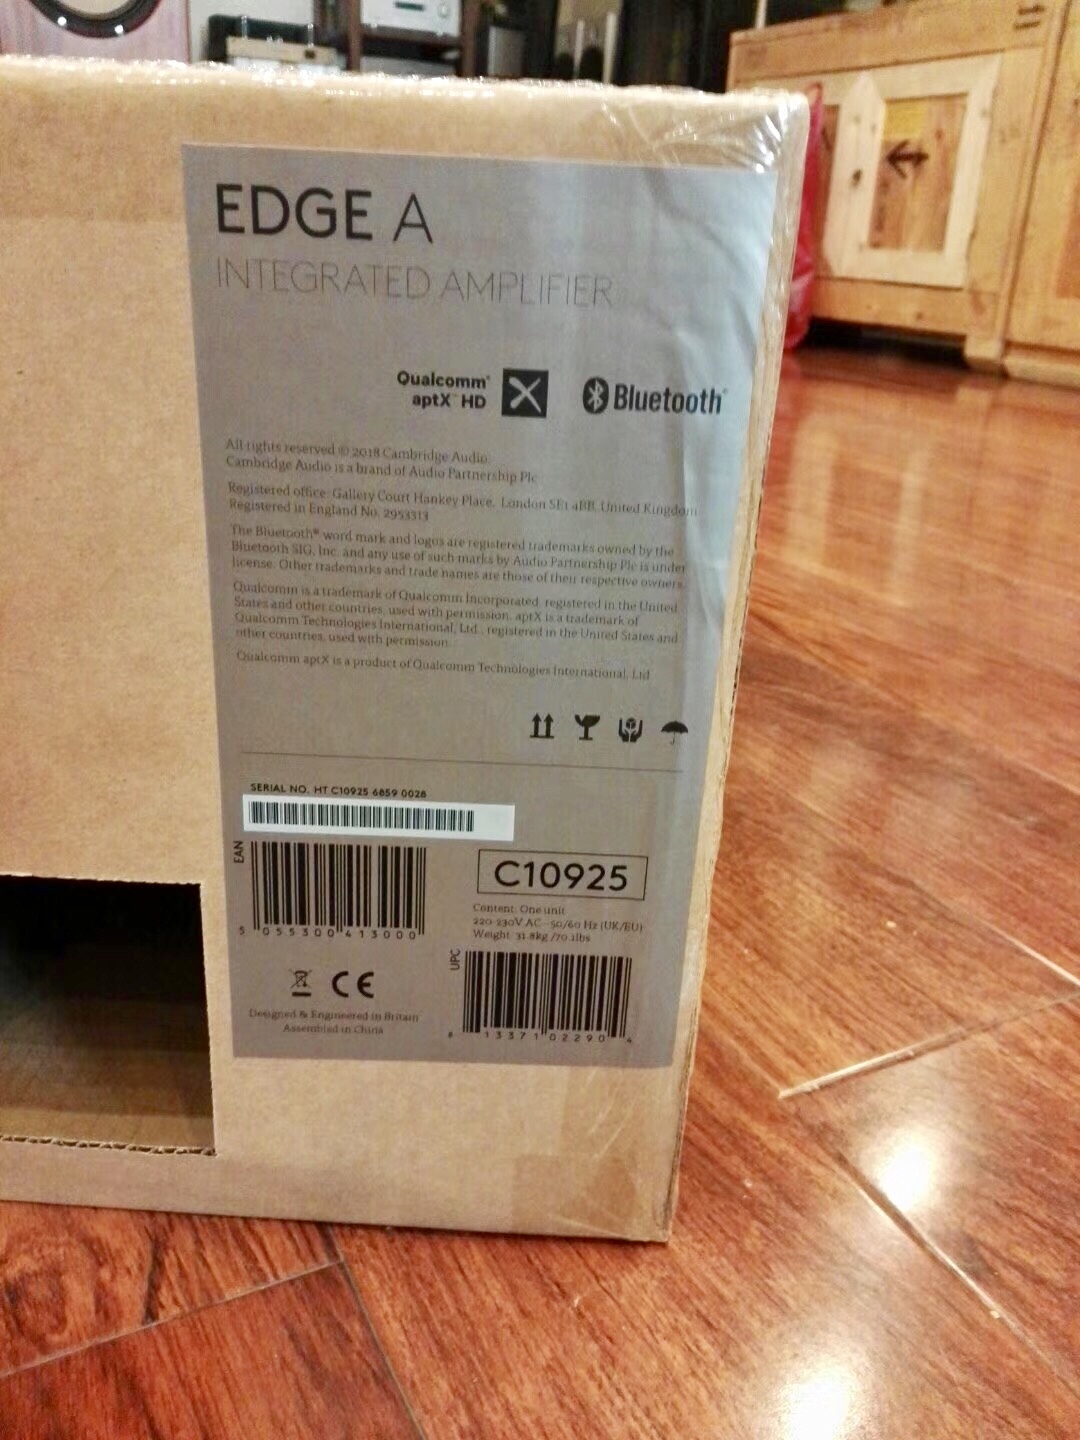 EDGE A
INTEGRATED AMPLIFIER
Qualcomm®
aptX™ HD
Bluetooth®
All rights reserved © 2018 Cambridge Audio.
Cambridge Audio is a brand of Audio Partnership Plc
Registered office: Gallery Court Hankey Place, London SE1 4BB, United Kingdom
Registered in England No. 2953313
The Bluetooth® word mark and logos are registered trademarks owned by the
Bluetooth SIG, Inc. and any use of such marks by Audio Partnership Plc is under
license. Other trademarks and trade names are those of their respective owners.
Qualcomm is a trademark of Qualcomm Incorporated, registered in the United
States and other countries, used with permission. aptX is a trademark of
Qualcomm Technologies International, Ltd., registered in the United States and
other countries, used with permission.
Qualcomm aptX is a product of Qualcomm Technologies International, Ltd
SERIAL NO. HT C10925 6859 0028
EAN
5 055300 413000
C10925
Content: One unit
220-230V AC ~ 50/60 Hz (UK/EU)
Weight: 31.8kg /70.1lbs
UPC
8 13371 02290 4
CE
Designed & Engineered in Britain
Assembled in China